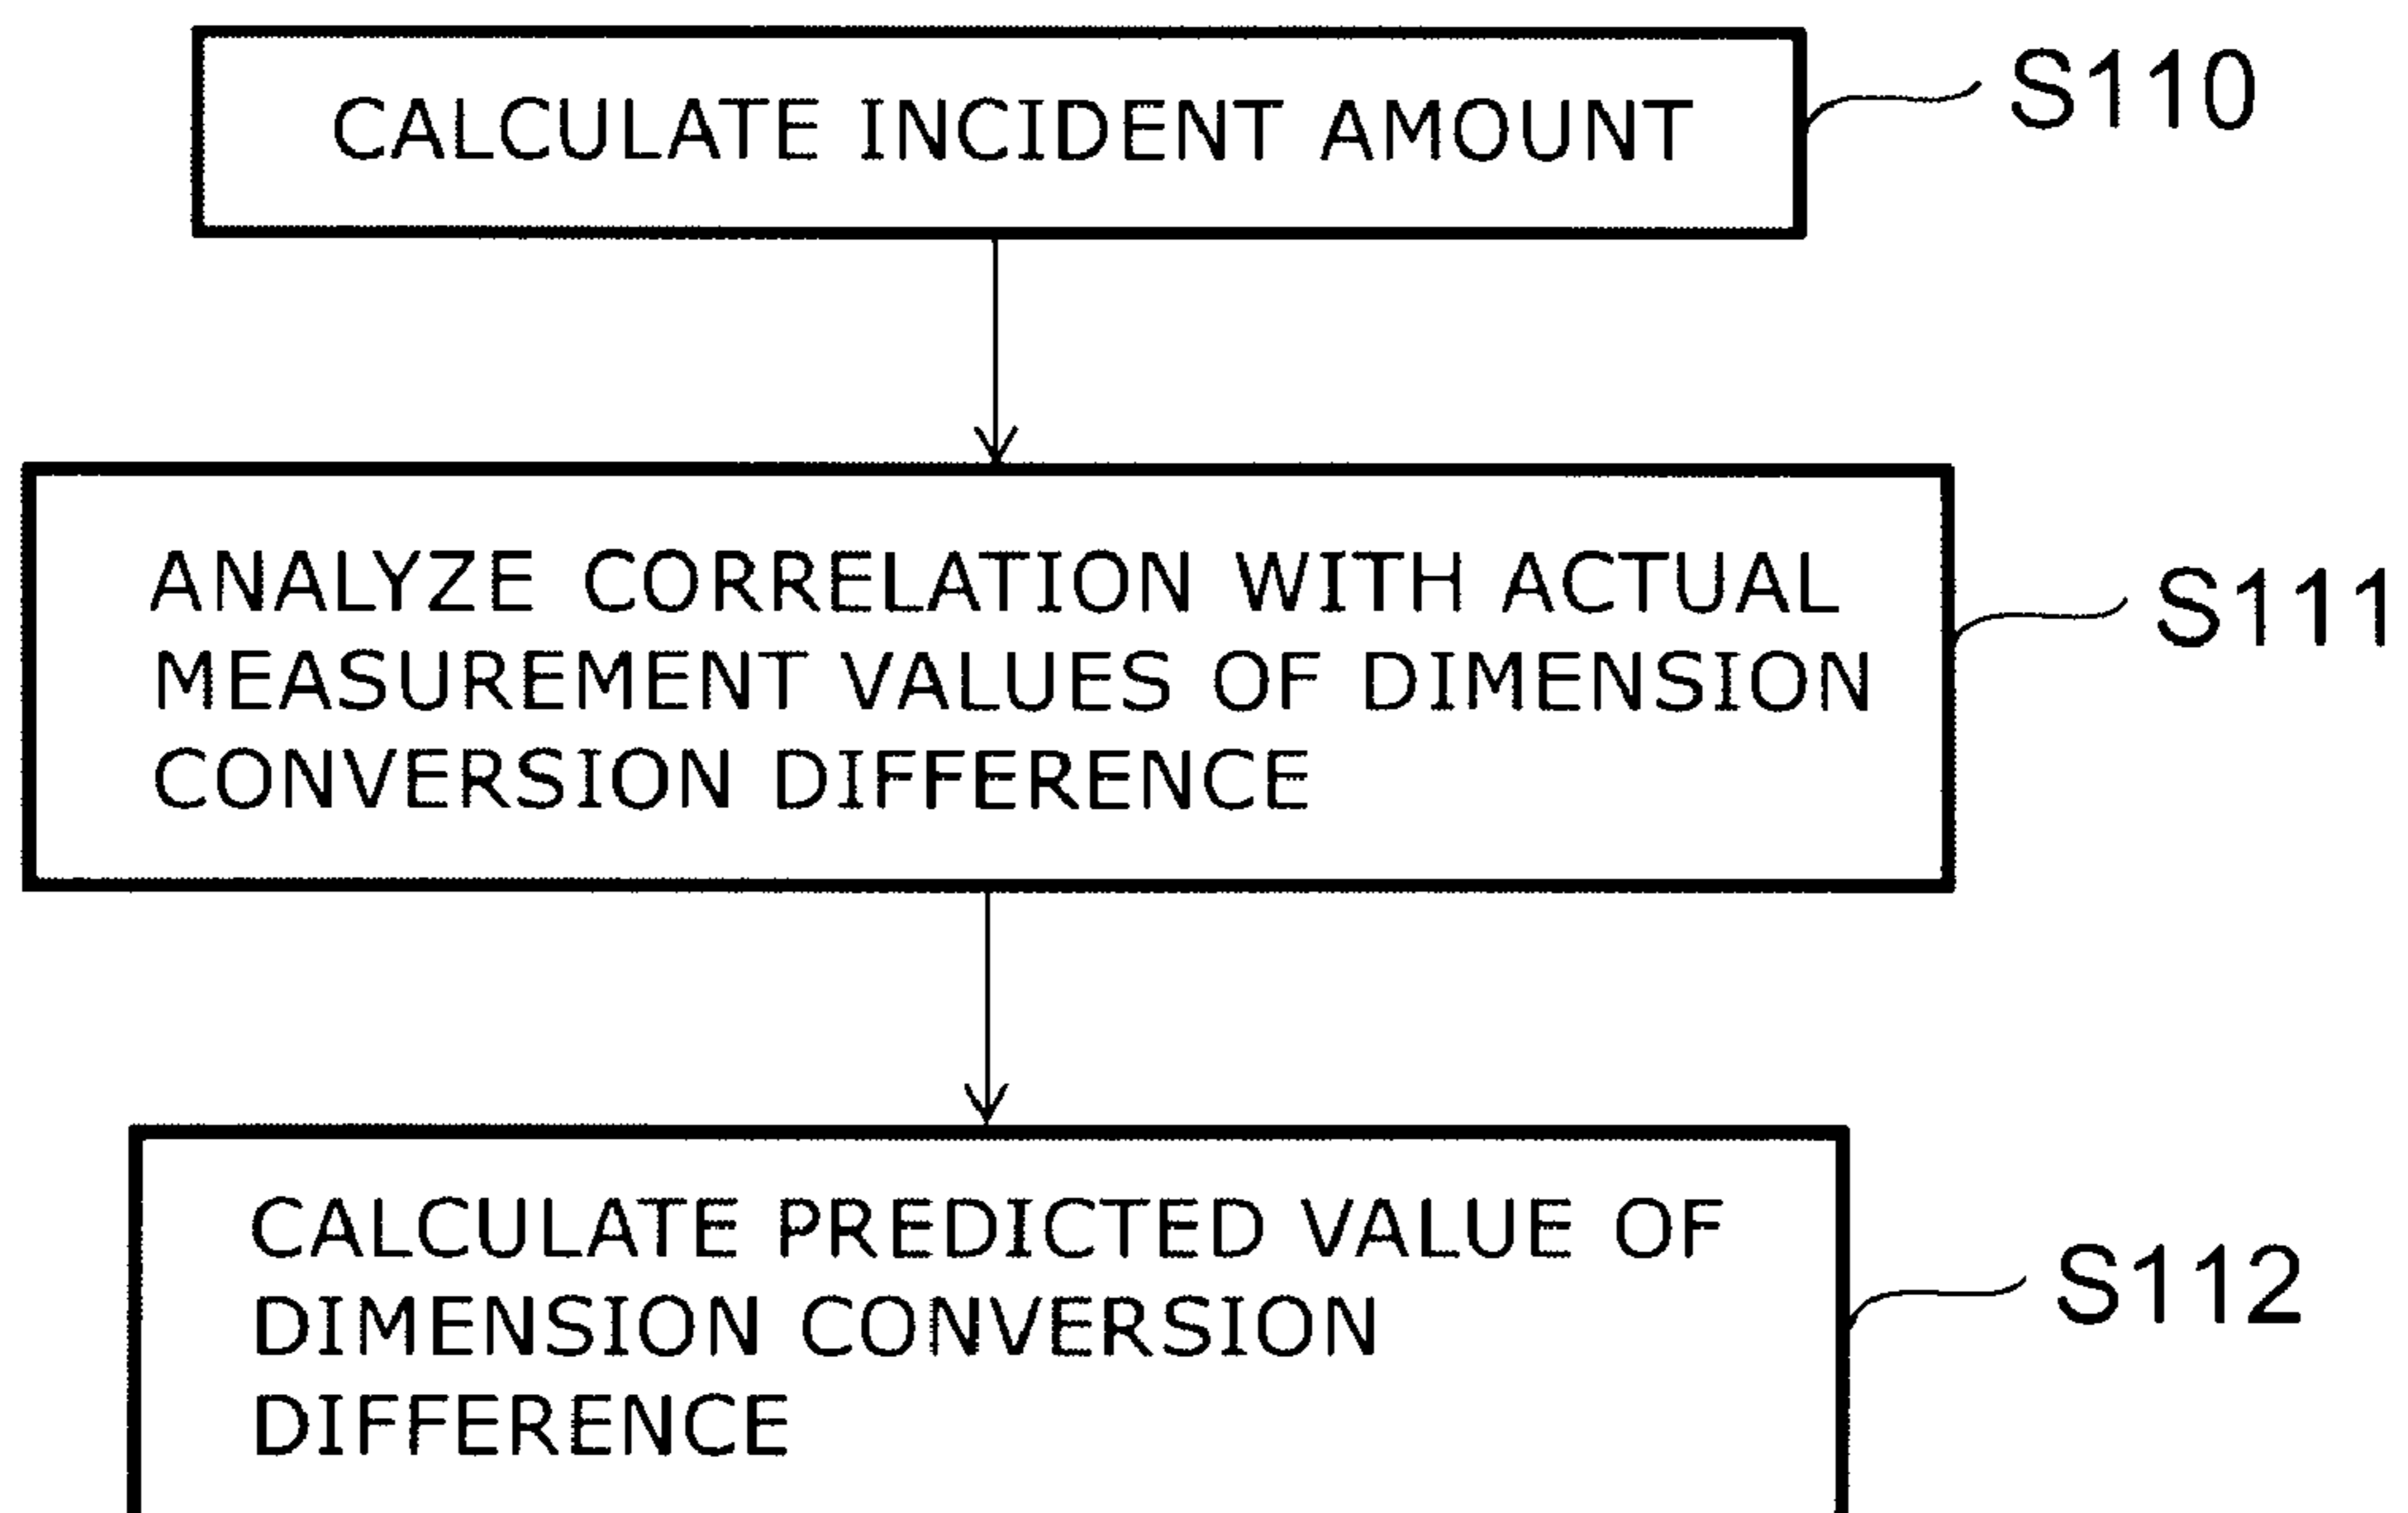 CALCULATE INCIDENT AMOUNT
S110
ANALYZE CORRELATION WITH ACTUAL
MEASUREMENT VALUES OF DIMENSION
CONVERSION DIFFERENCE
S111
CALCULATE PREDICTED VALUE OF
DIMENSION CONVERSION
DIFFERENCE
S112